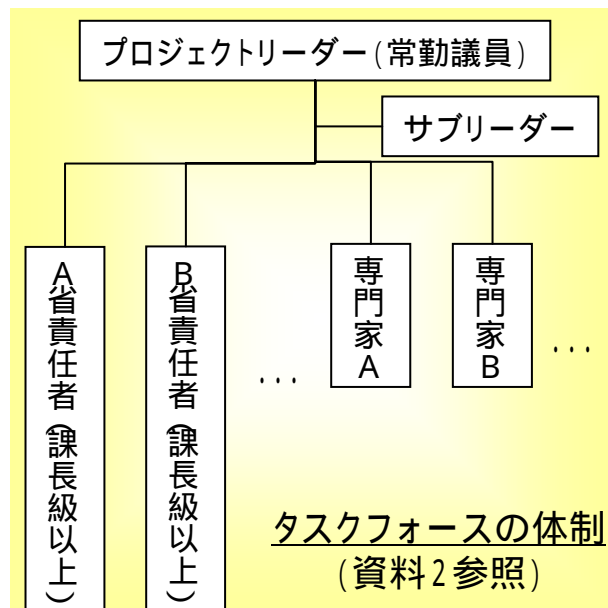 プロジェクトリーダー(常勤議員)
サブリーダー
A省責任者(課長級以上)
B省責任者(課長級以上)
...
専門家A
専門家B
...
タスクフォースの体制
(資料2参照)